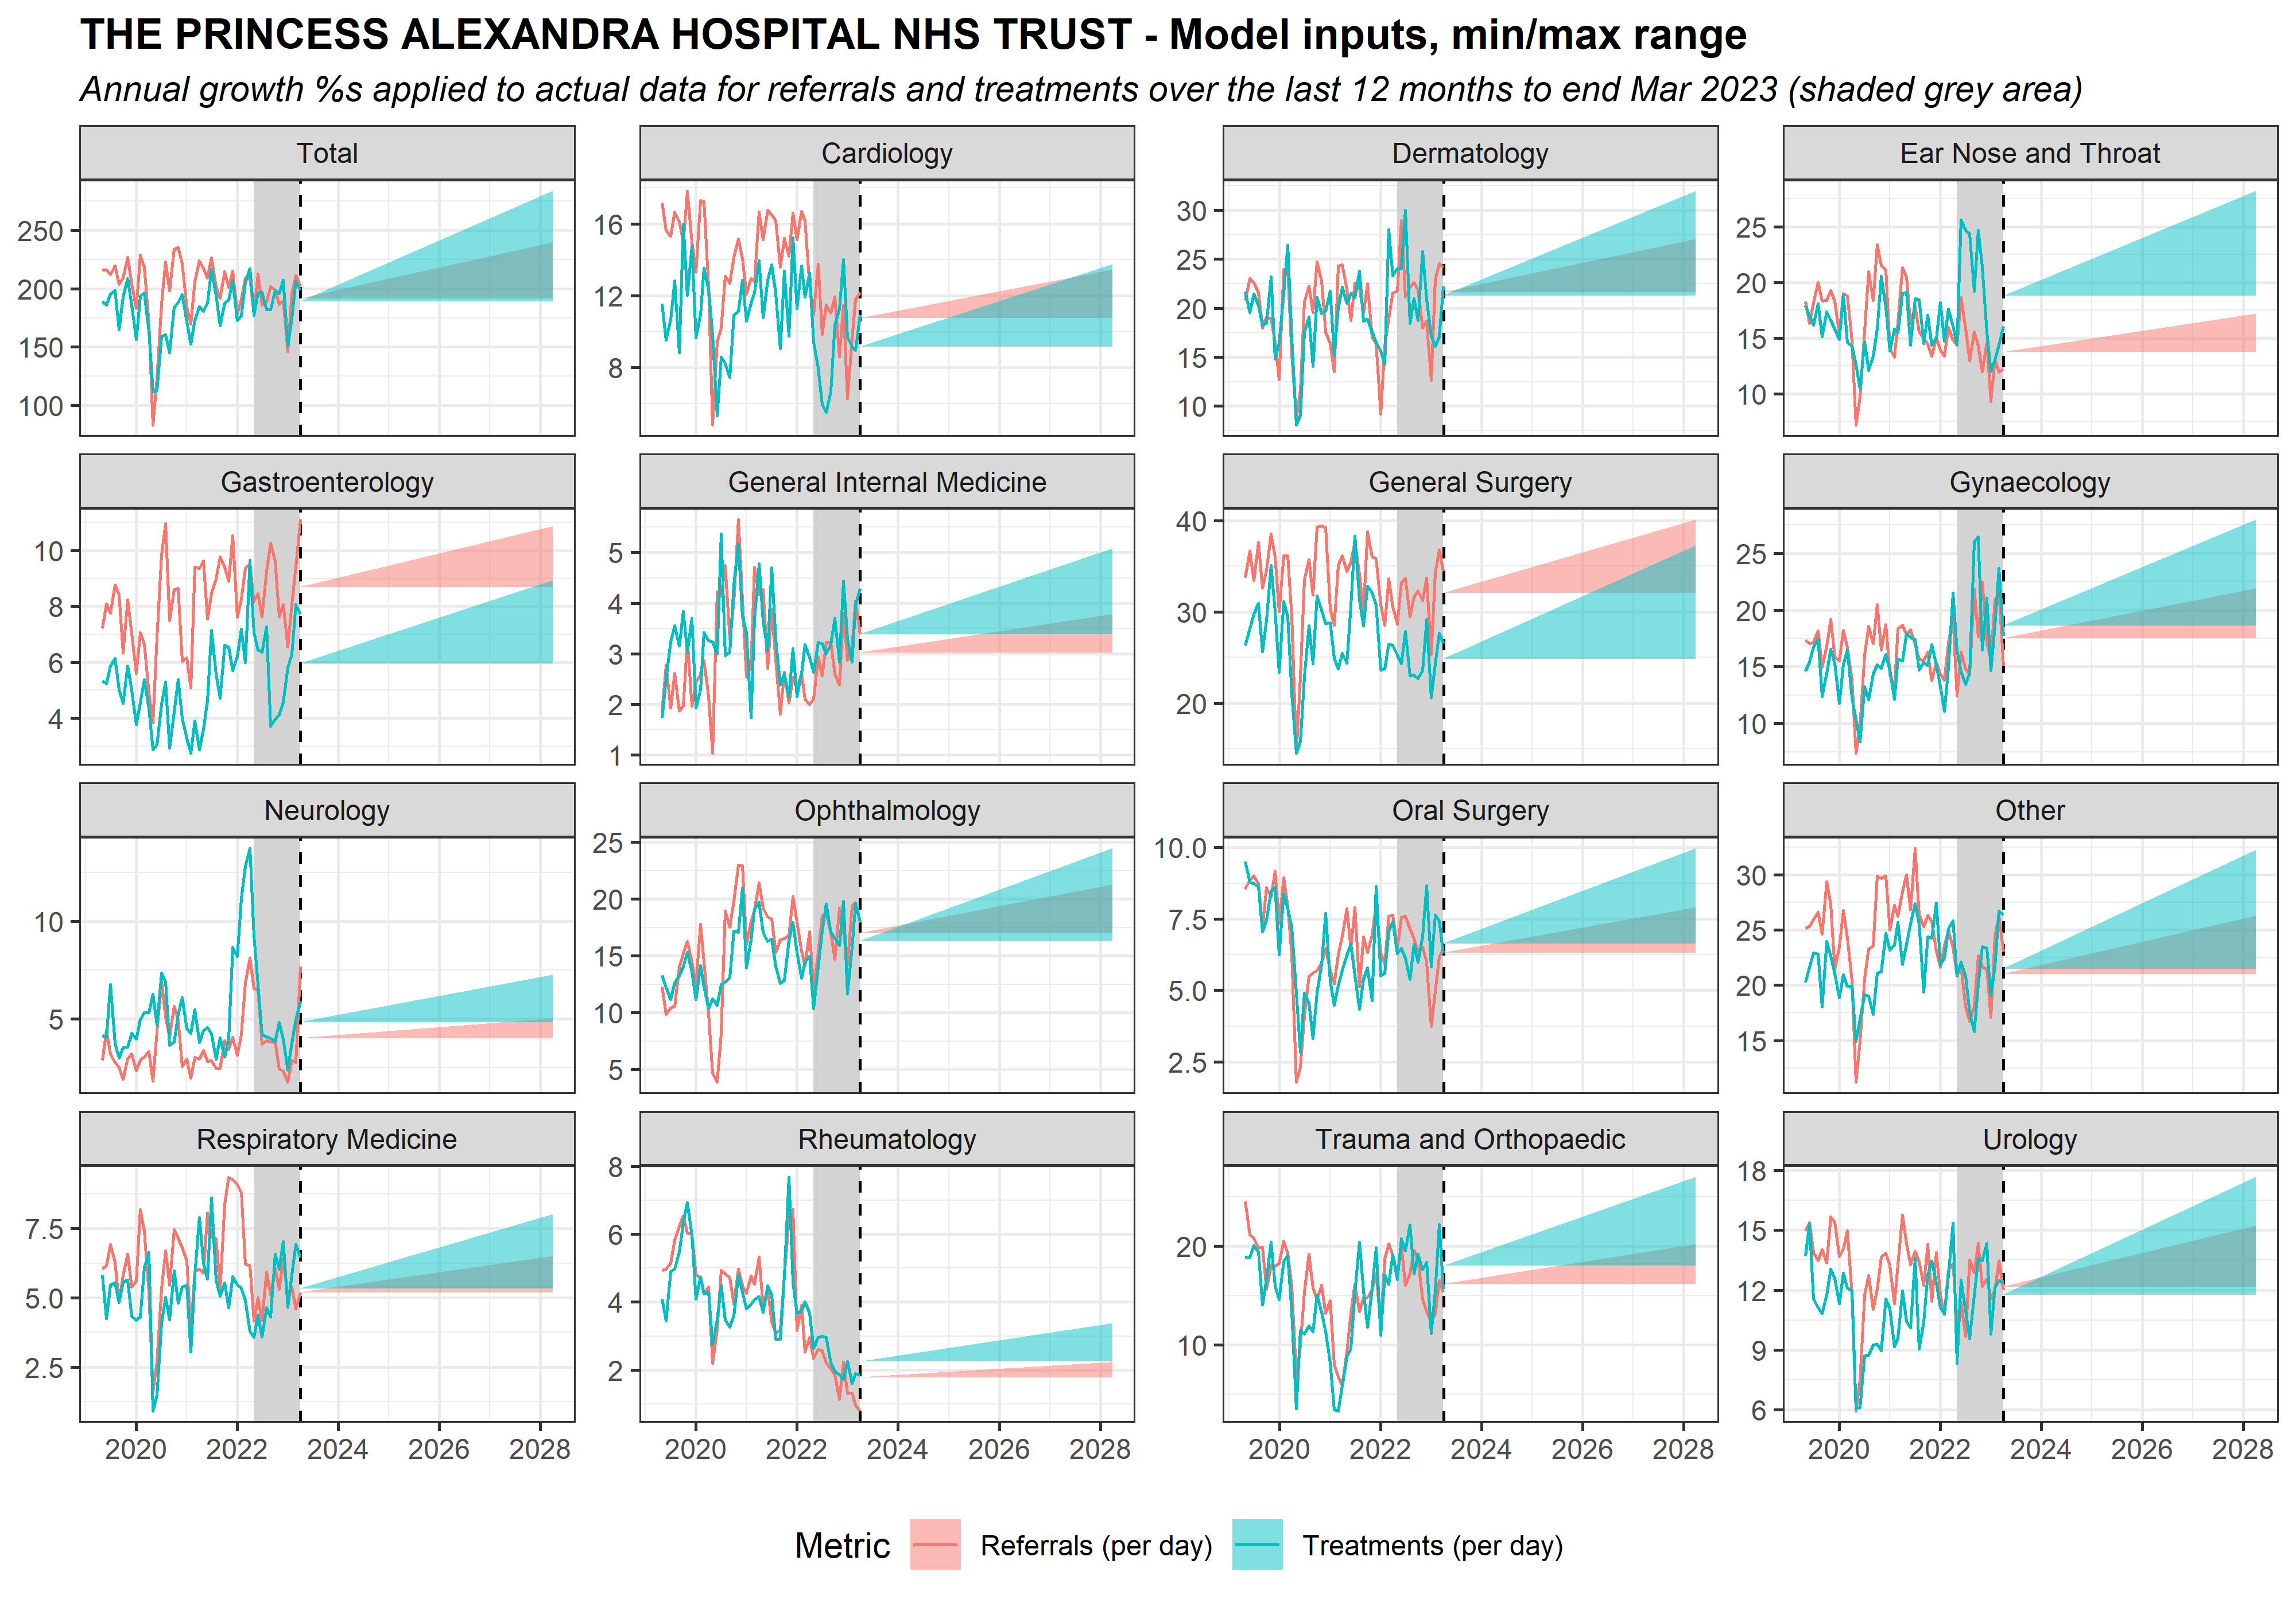 THE PRINCESS ALEXANDRA HOSPITAL NHS TRUST - Model inputs, min/max range
Annual growth %s applied to actual data for referrals and treatments over the last 12 months to end Mar 2023 (shaded grey area)
Total
Cardiology
Dermatology
Ear Nose and Throat
250
200
150
100
16
12
8
30
25
20
15
10
25
20
15
10
Gastroenterology
General Internal Medicine
General Surgery
Gynaecology
10
8
6
4
5
4
3
2
1
40
30
20
25
20
15
10
Neurology
Ophthalmology
Oral Surgery
Other
10
5
25
20
15
10
5
10.0
7.5
5.0
2.5
30
25
20
15
Respiratory Medicine
Rheumatology
Trauma and Orthopaedic
Urology
7.5
5.0
2.5
8
6
4
2
20
10
18
15
12
9
6
2020 2022 2024 2026 2028
2020 2022 2024 2026 2028
2020 2022 2024 2026 2028
2020 2022 2024 2026 2028
Metric Referrals (per day) Treatments (per day)